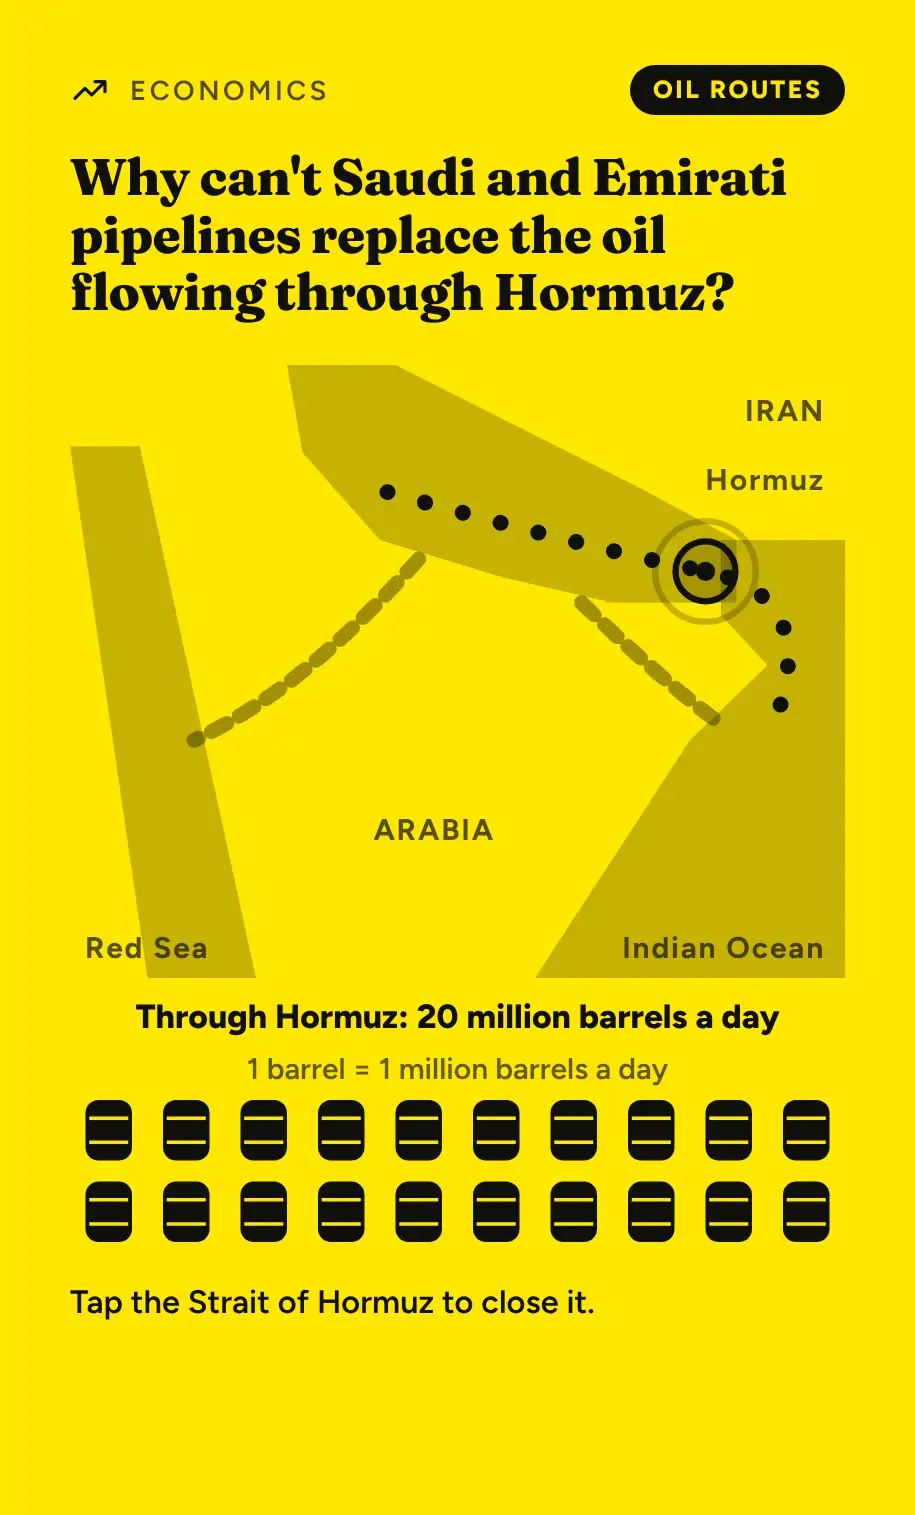 ECONOMICS
OIL ROUTES
Why can't Saudi and Emirati
pipelines replace the oil
flowing through Hormuz?
IRAN
Hormuz
ARABIA
Red Sea
Indian Ocean
Through Hormuz: 20 million barrels a day
1 barrel = 1 million barrels a day
Tap the Strait of Hormuz to close it.